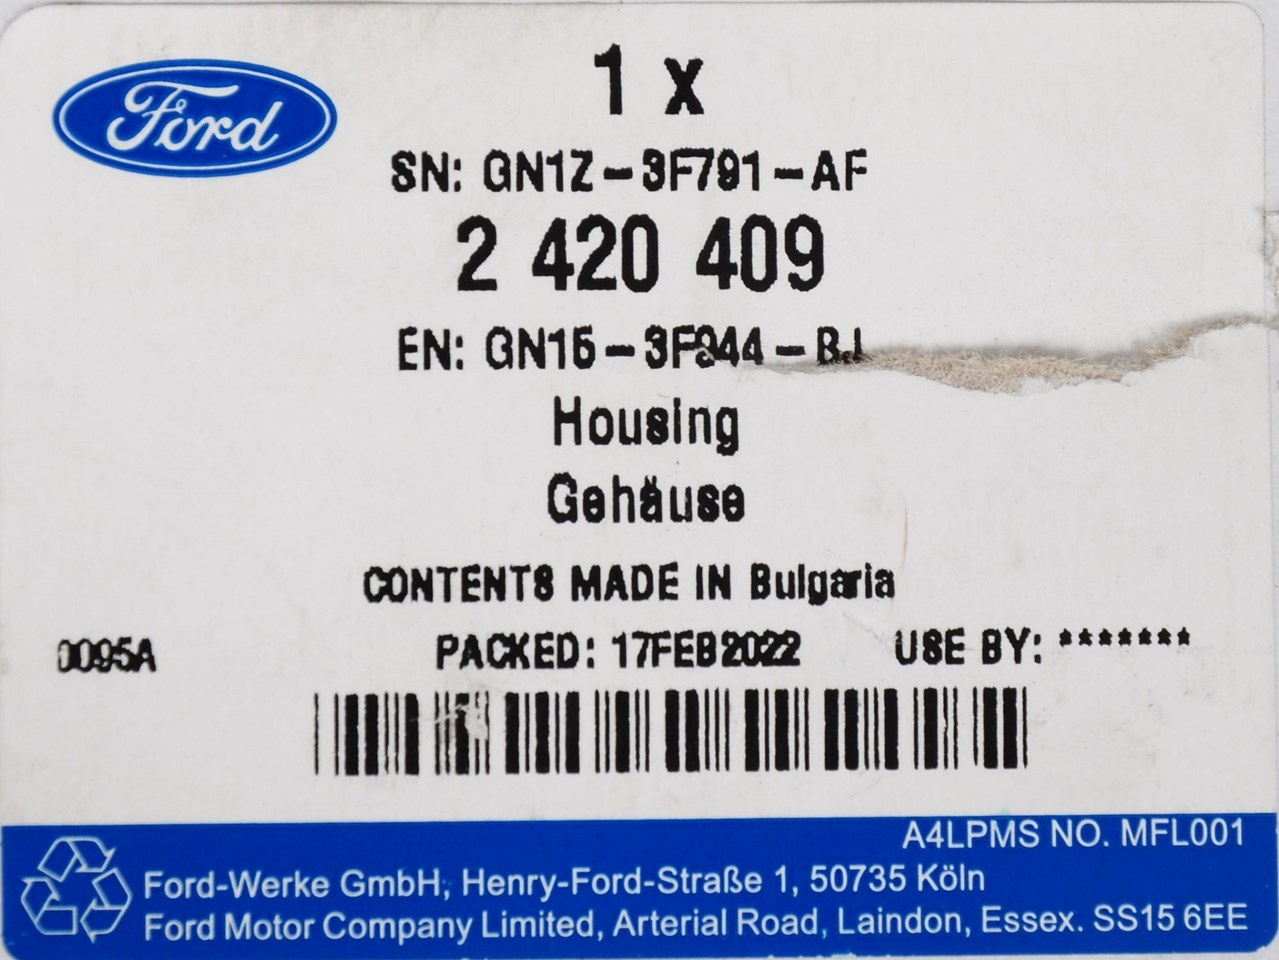 Ford
1 x
SN: GN1Z-3F791-AF
2 420 409
EN: GN15-3F944-BJ
Housing
Gehäuse
CONTENTS MADE IN Bulgaria
0095A PACKED: 17FEB2022 USE BY: *******
A4LPMS NO. MFL001
Ford-Werke GmbH, Henry-Ford-Straße 1, 50735 Köln
Ford Motor Company Limited, Arterial Road, Laindon, Essex. SS15 6EE